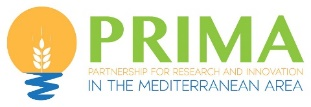 PRIMA
PARTNERSHIP FOR RESEARCH AND INNOVATION
IN THE MEDITERRANEAN AREA